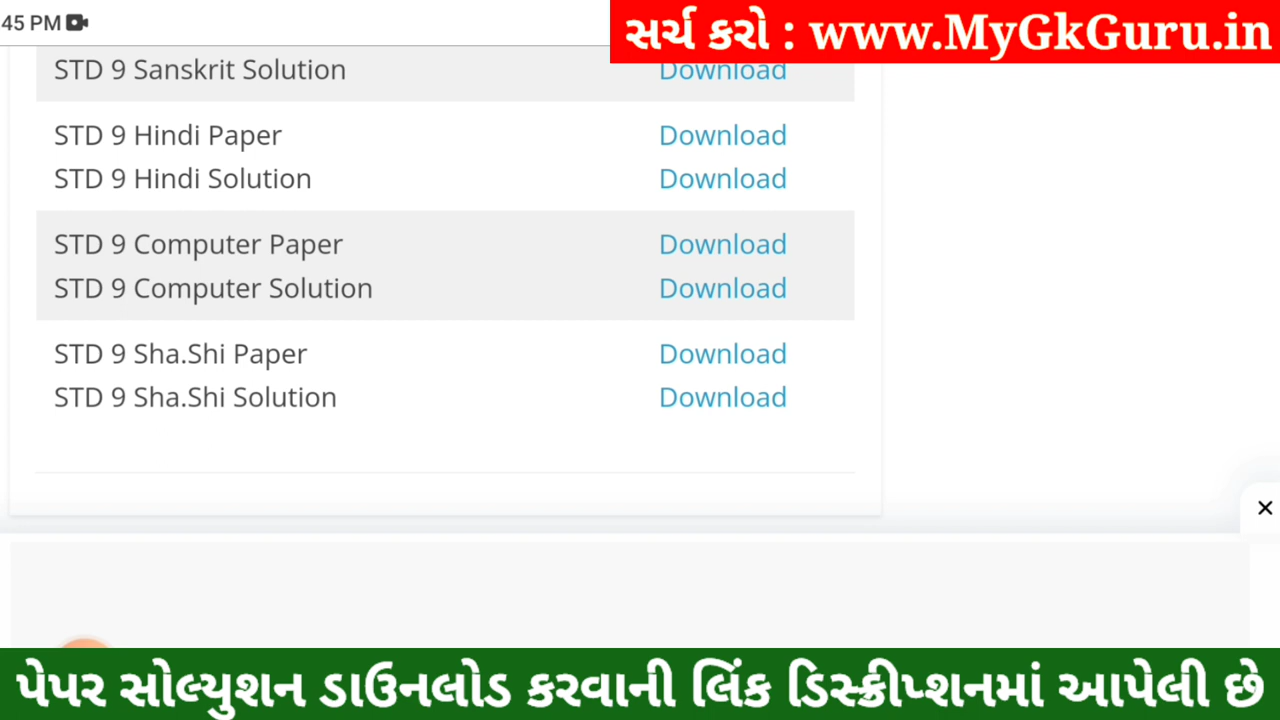 45 PM
સર્ચ કરો : www.MyGkGuru.in
STD 9 Sanskrit Solution Download
STD 9 Hindi Paper Download
STD 9 Hindi Solution Download
STD 9 Computer Paper Download
STD 9 Computer Solution Download
STD 9 Sha.Shi Paper Download
STD 9 Sha.Shi Solution Download
પેપર સોલ્યુશન ડાઉનલોડ કરવાની લિંક ડિસ્ક્રીપ્શનમાં આપેલી છે